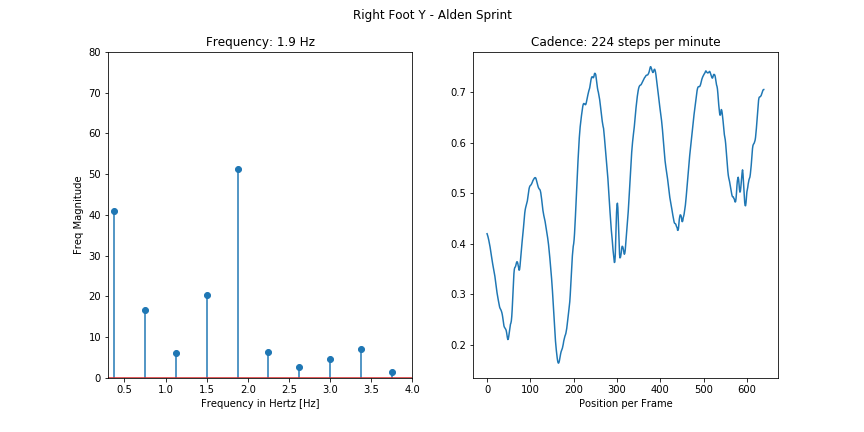 Right Foot Y - Alden Sprint
Frequency: 1.9 Hz
80
70
60
50
40
30
20
10
0
Freq Magnitude
0.5 1.0 1.5 2.0 2.5 3.0 3.5 4.0
Frequency in Hertz [Hz]
Cadence: 224 steps per minute
0.7
0.6
0.5
0.4
0.3
0.2
0 100 200 300 400 500 600
Position per Frame